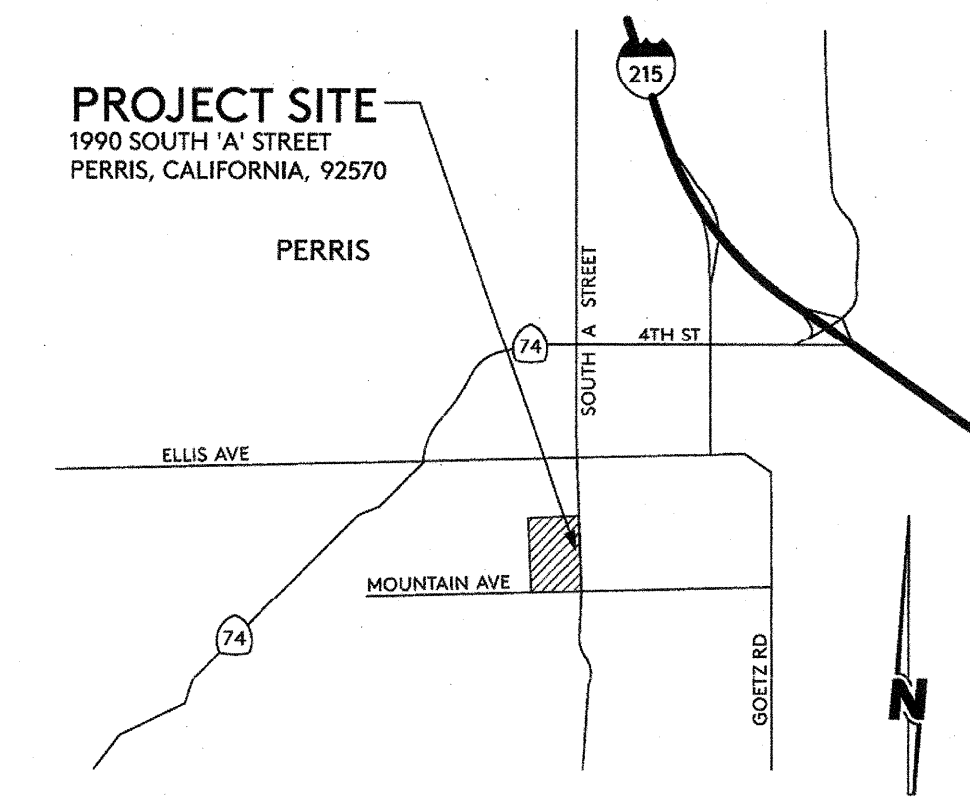 215
PROJECT SITE
1990 SOUTH 'A' STREET
PERRIS, CALIFORNIA, 92570
PERRIS
SOUTH A STREET
74
4TH ST
ELLIS AVE
MOUNTAIN AVE
74
GOETZ RD
N